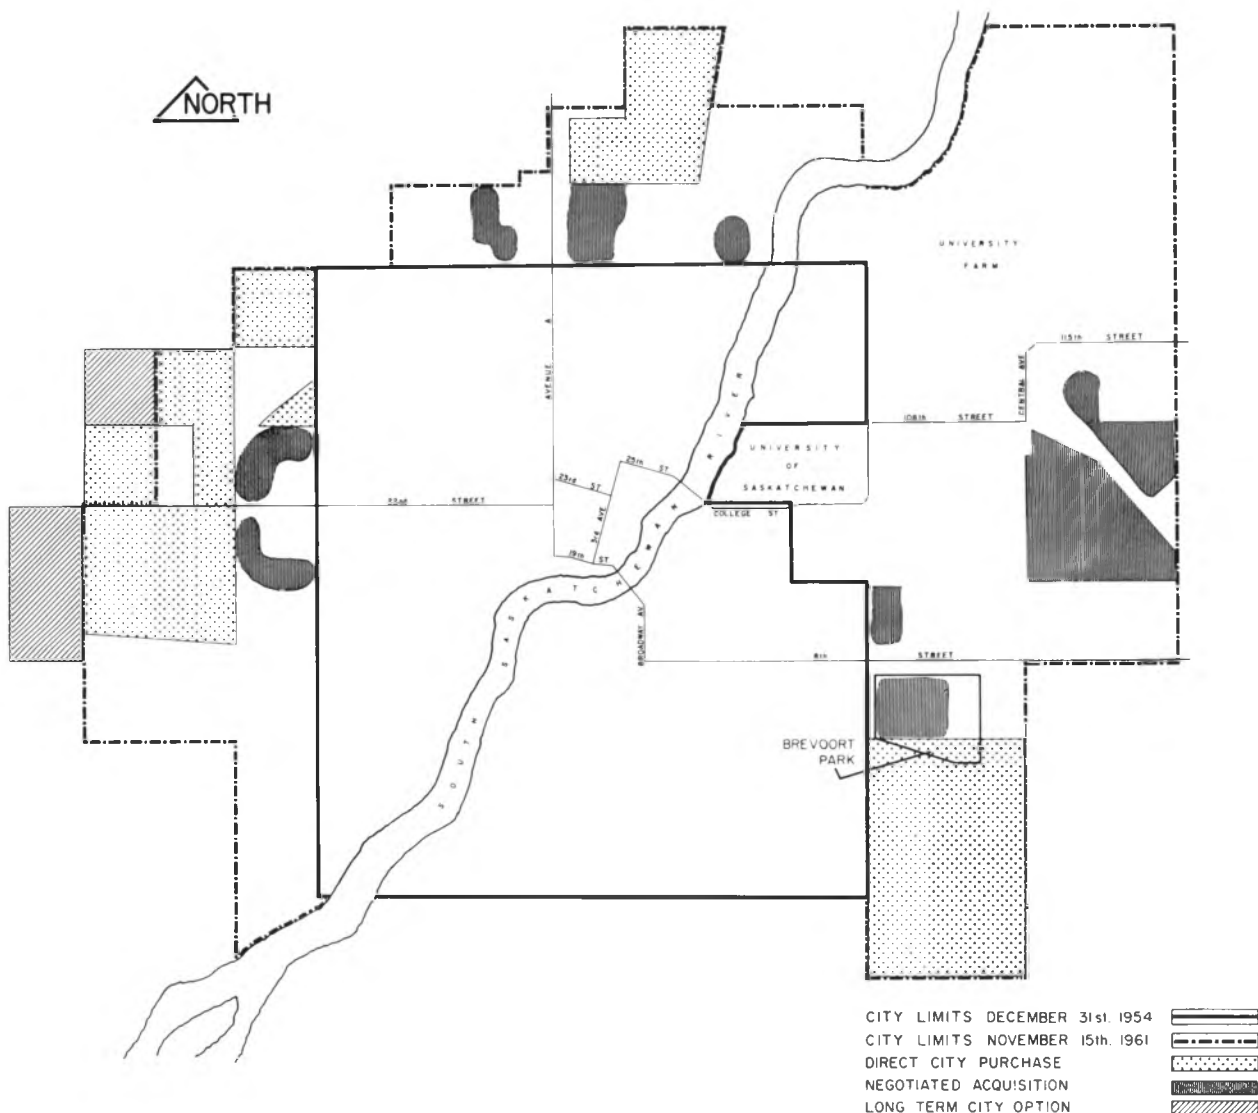 NORTH
UNIVERSITY
FARM
AVENUE A
115th STREET
CENTRAL AVE
108th STREET
RIVER
UNIVERSITY
OF
SASKATCHEWAN
25th ST
23rd ST
22nd STREET
3rd AVE
COLLEGE ST
19th ST
SOUTH SASKATCHEWAN
BROADWAY AV
8th STREET
BREVOORT
PARK
CITY LIMITS DECEMBER 31st. 1954
CITY LIMITS NOVEMBER 15th. 1961
DIRECT CITY PURCHASE
NEGOTIATED ACQUISITION
LONG TERM CITY OPTION